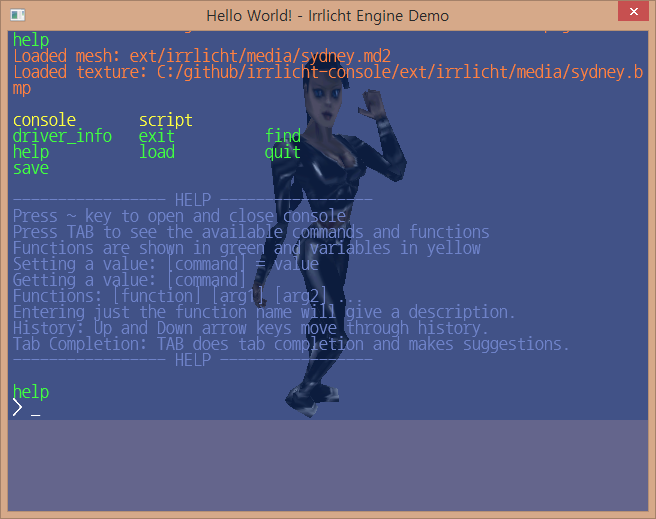 Hello World! - Irrlicht Engine Demo
help
Loaded mesh: ext/irrlicht/media/sydney.md2
Loaded texture: C:/github/irrlicht-console/ext/irrlicht/media/sydney.b
mp
console script
driver_info exit find
help load quit
save
----------------- HELP -----------------
Press ~ key to open and close console
Press TAB to see the available commands and functions
Functions are shown in green and variables in yellow
Setting a value: [command] = value
Getting a value: [command]
Functions: [function] [arg1] [arg2] ...
Entering just the function name will give a description.
History: Up and Down arrow keys move through history.
Tab Completion: TAB does tab completion and makes suggestions.
----------------- HELP -----------------
help
> _